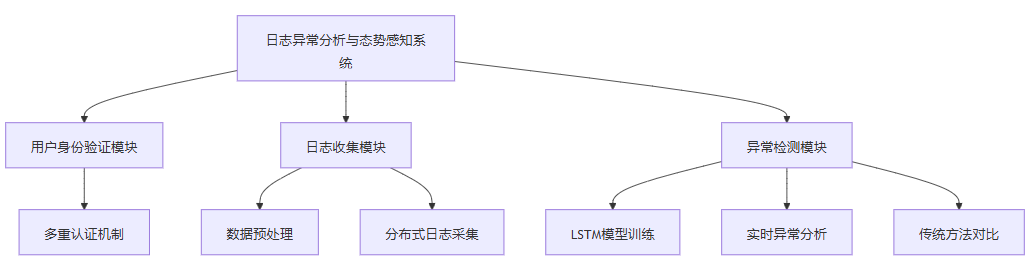 日志异常分析与态势感知系
统
用户身份验证模块
日志收集模块
异常检测模块
多重认证机制
数据预处理
分布式日志采集
LSTM模型训练
实时异常分析
传统方法对比